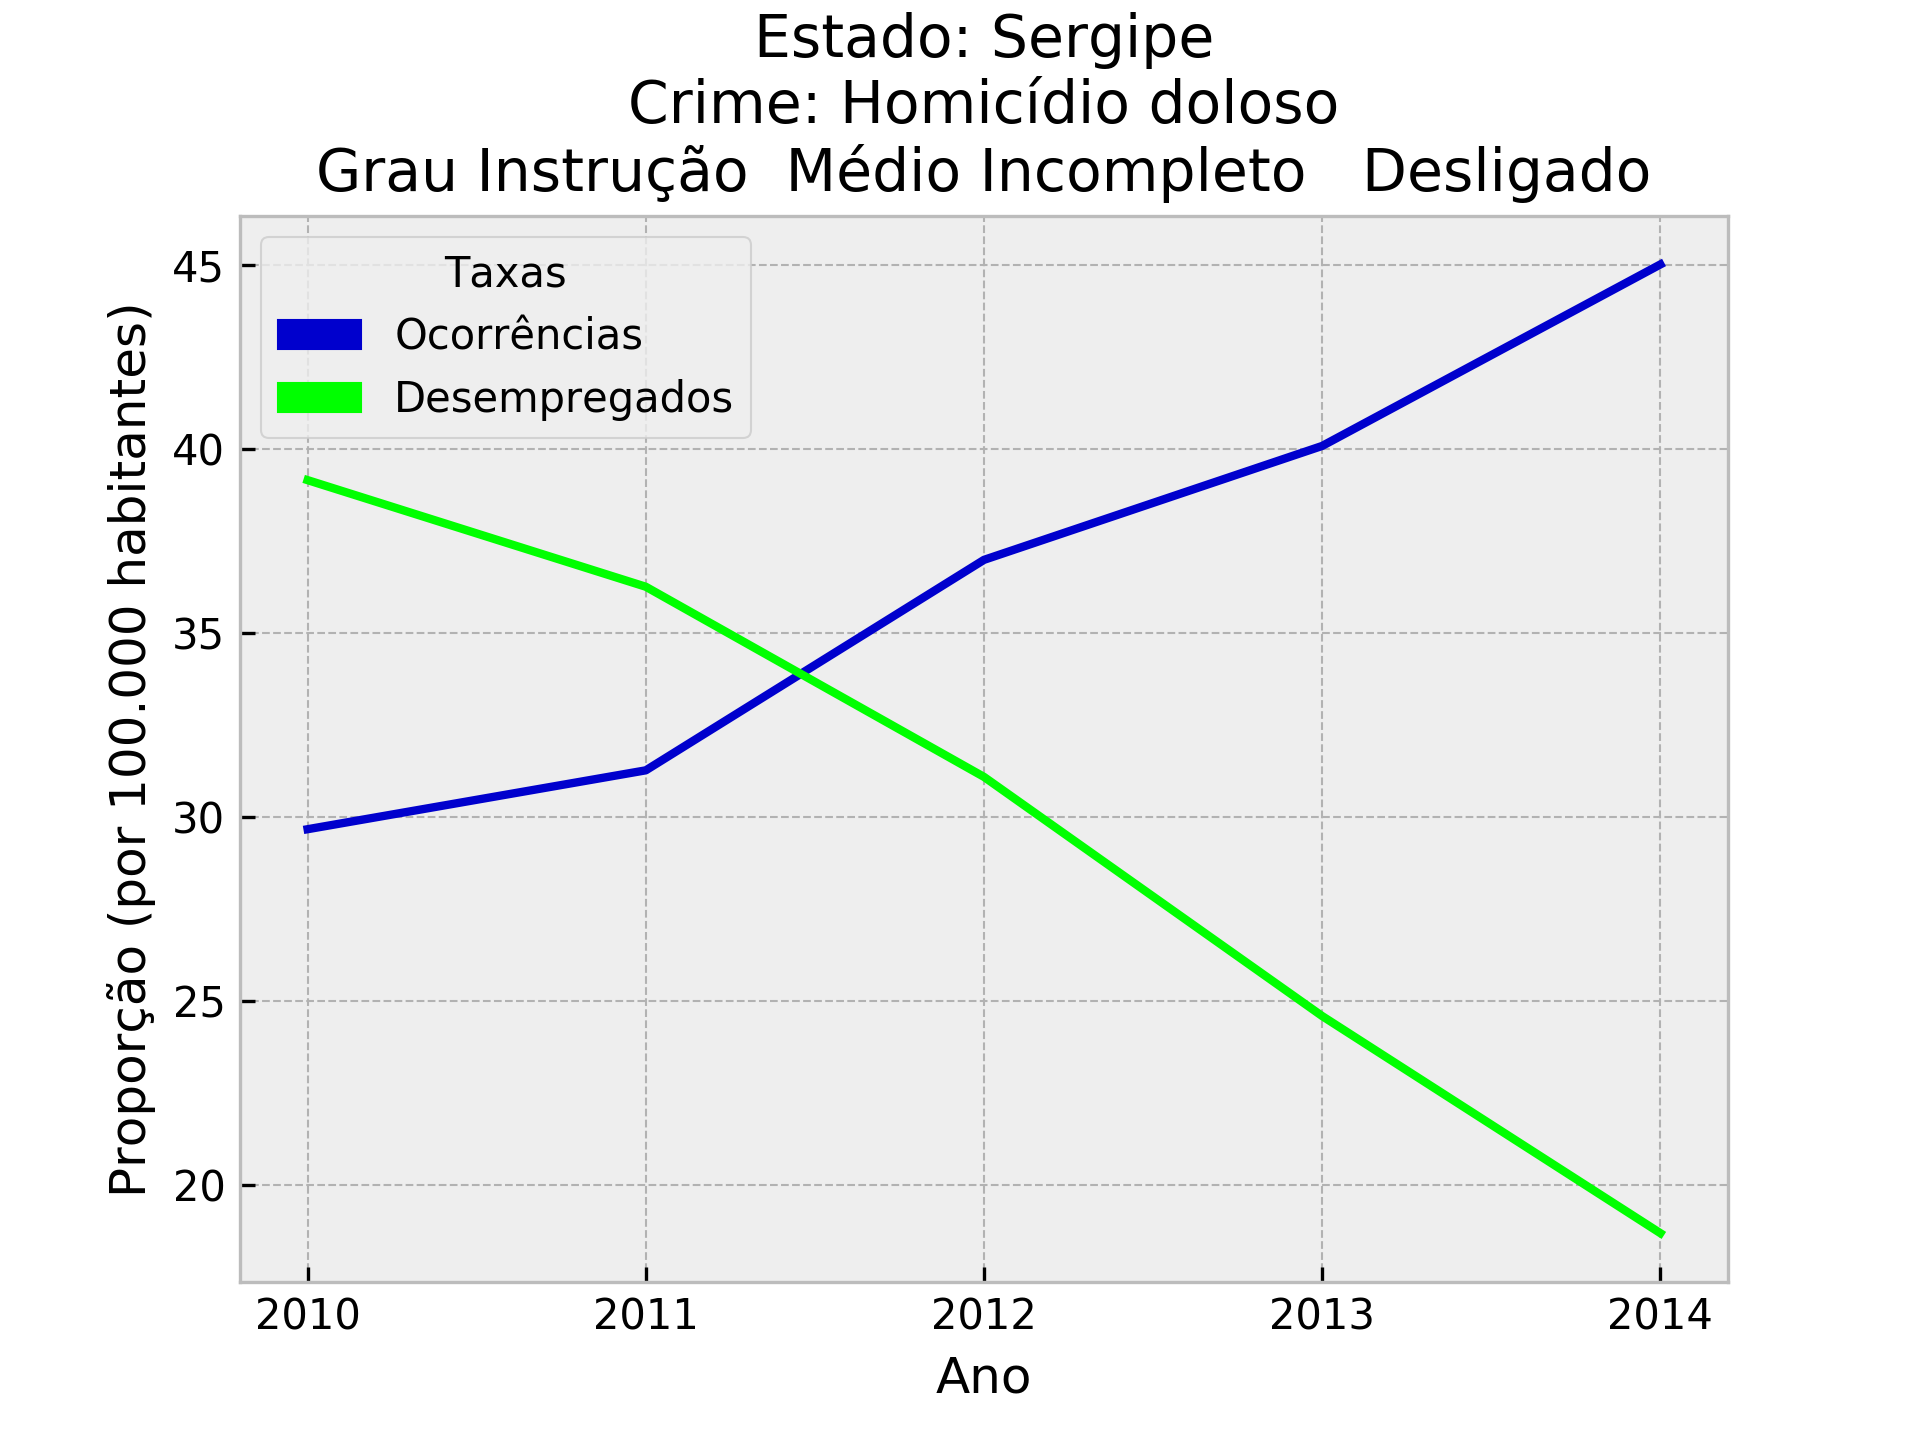 Estado: Sergipe
Crime: Homicídio doloso
Grau Instrução  Médio Incompleto   Desligado
Taxas
Ocorrências
Desempregados
Proporção (por 100.000 habitantes)
45
40
35
30
25
20
2010 2011 2012 2013 2014
Ano